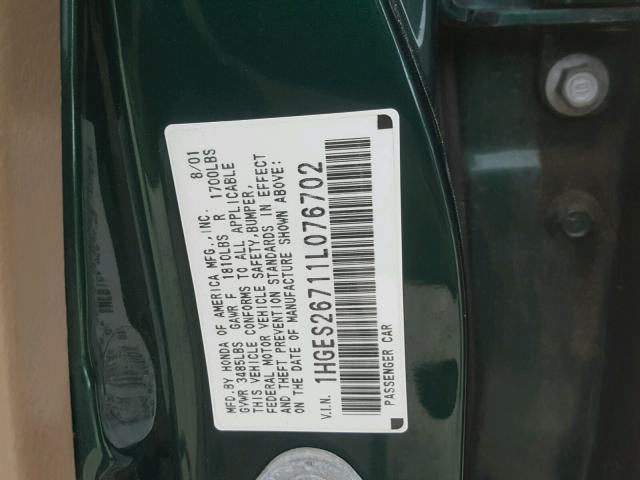 MFD.BY HONDA OF AMERICA MFG.,INC. 8/01
GVWR 3485LBS GAWR F 1810LBS R 1700LBS
THIS VEHICLE CONFORMS TO ALL APPLICABLE
FEDERAL MOTOR VEHICLE SAFETY,BUMPER,
AND THEFT PREVENTION STANDARDS IN EFFECT
ON THE DATE OF MANUFACTURE SHOWN ABOVE:
V.I.N. 1HGES26711L076702
PASSENGER CAR
10